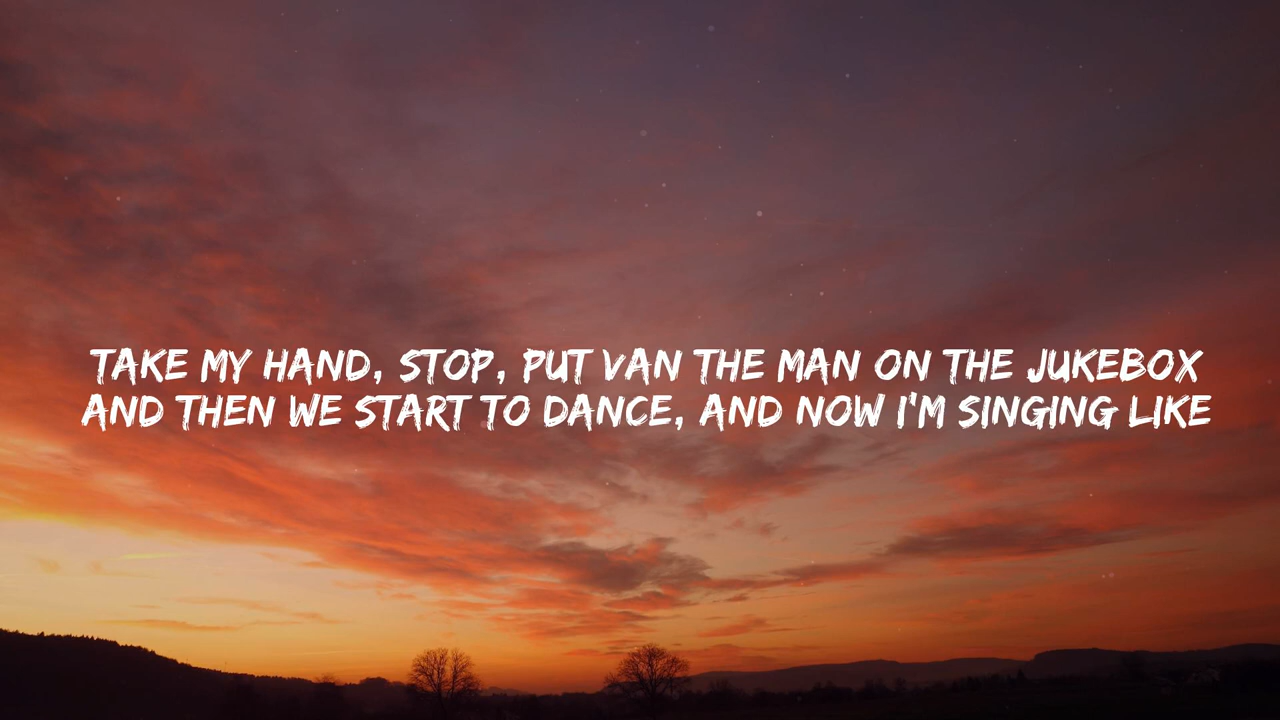 TAKE MY HAND, STOP, PUT VAN THE MAN ON THE JUKEBOX
AND THEN WE START TO DANCE, AND NOW I'M SINGING LIKE